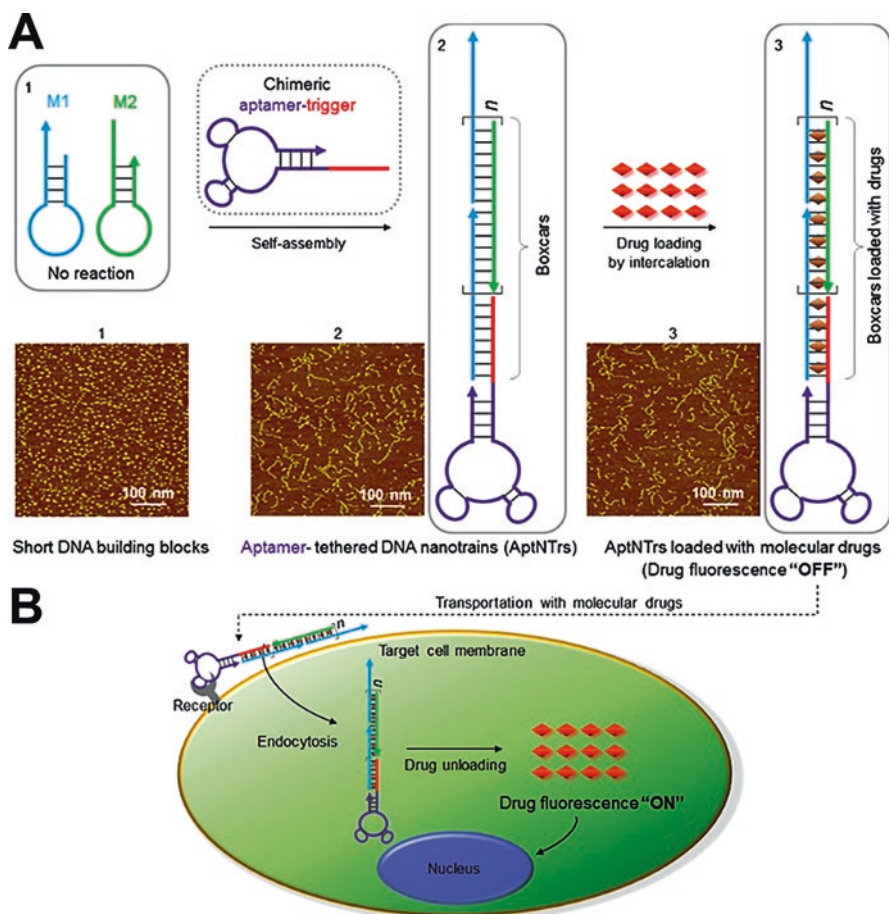 A
1
M1 M2
No reaction
Chimeric
aptamer-trigger
Self-assembly
2
n
Boxcars
Drug loading
by intercalation
3
n
Boxcars loaded with drugs
1
100 nm
Short DNA building blocks
2
100 nm
Aptamer- tethered DNA nanotrains (AptNTrs)
3
100 nm
AptNTrs loaded with molecular drugs
(Drug fluorescence "OFF")
B
Transportation with molecular drugs
n
Target cell membrane
Receptor
Endocytosis
n
Drug unloading
Drug fluorescence "ON"
Nucleus